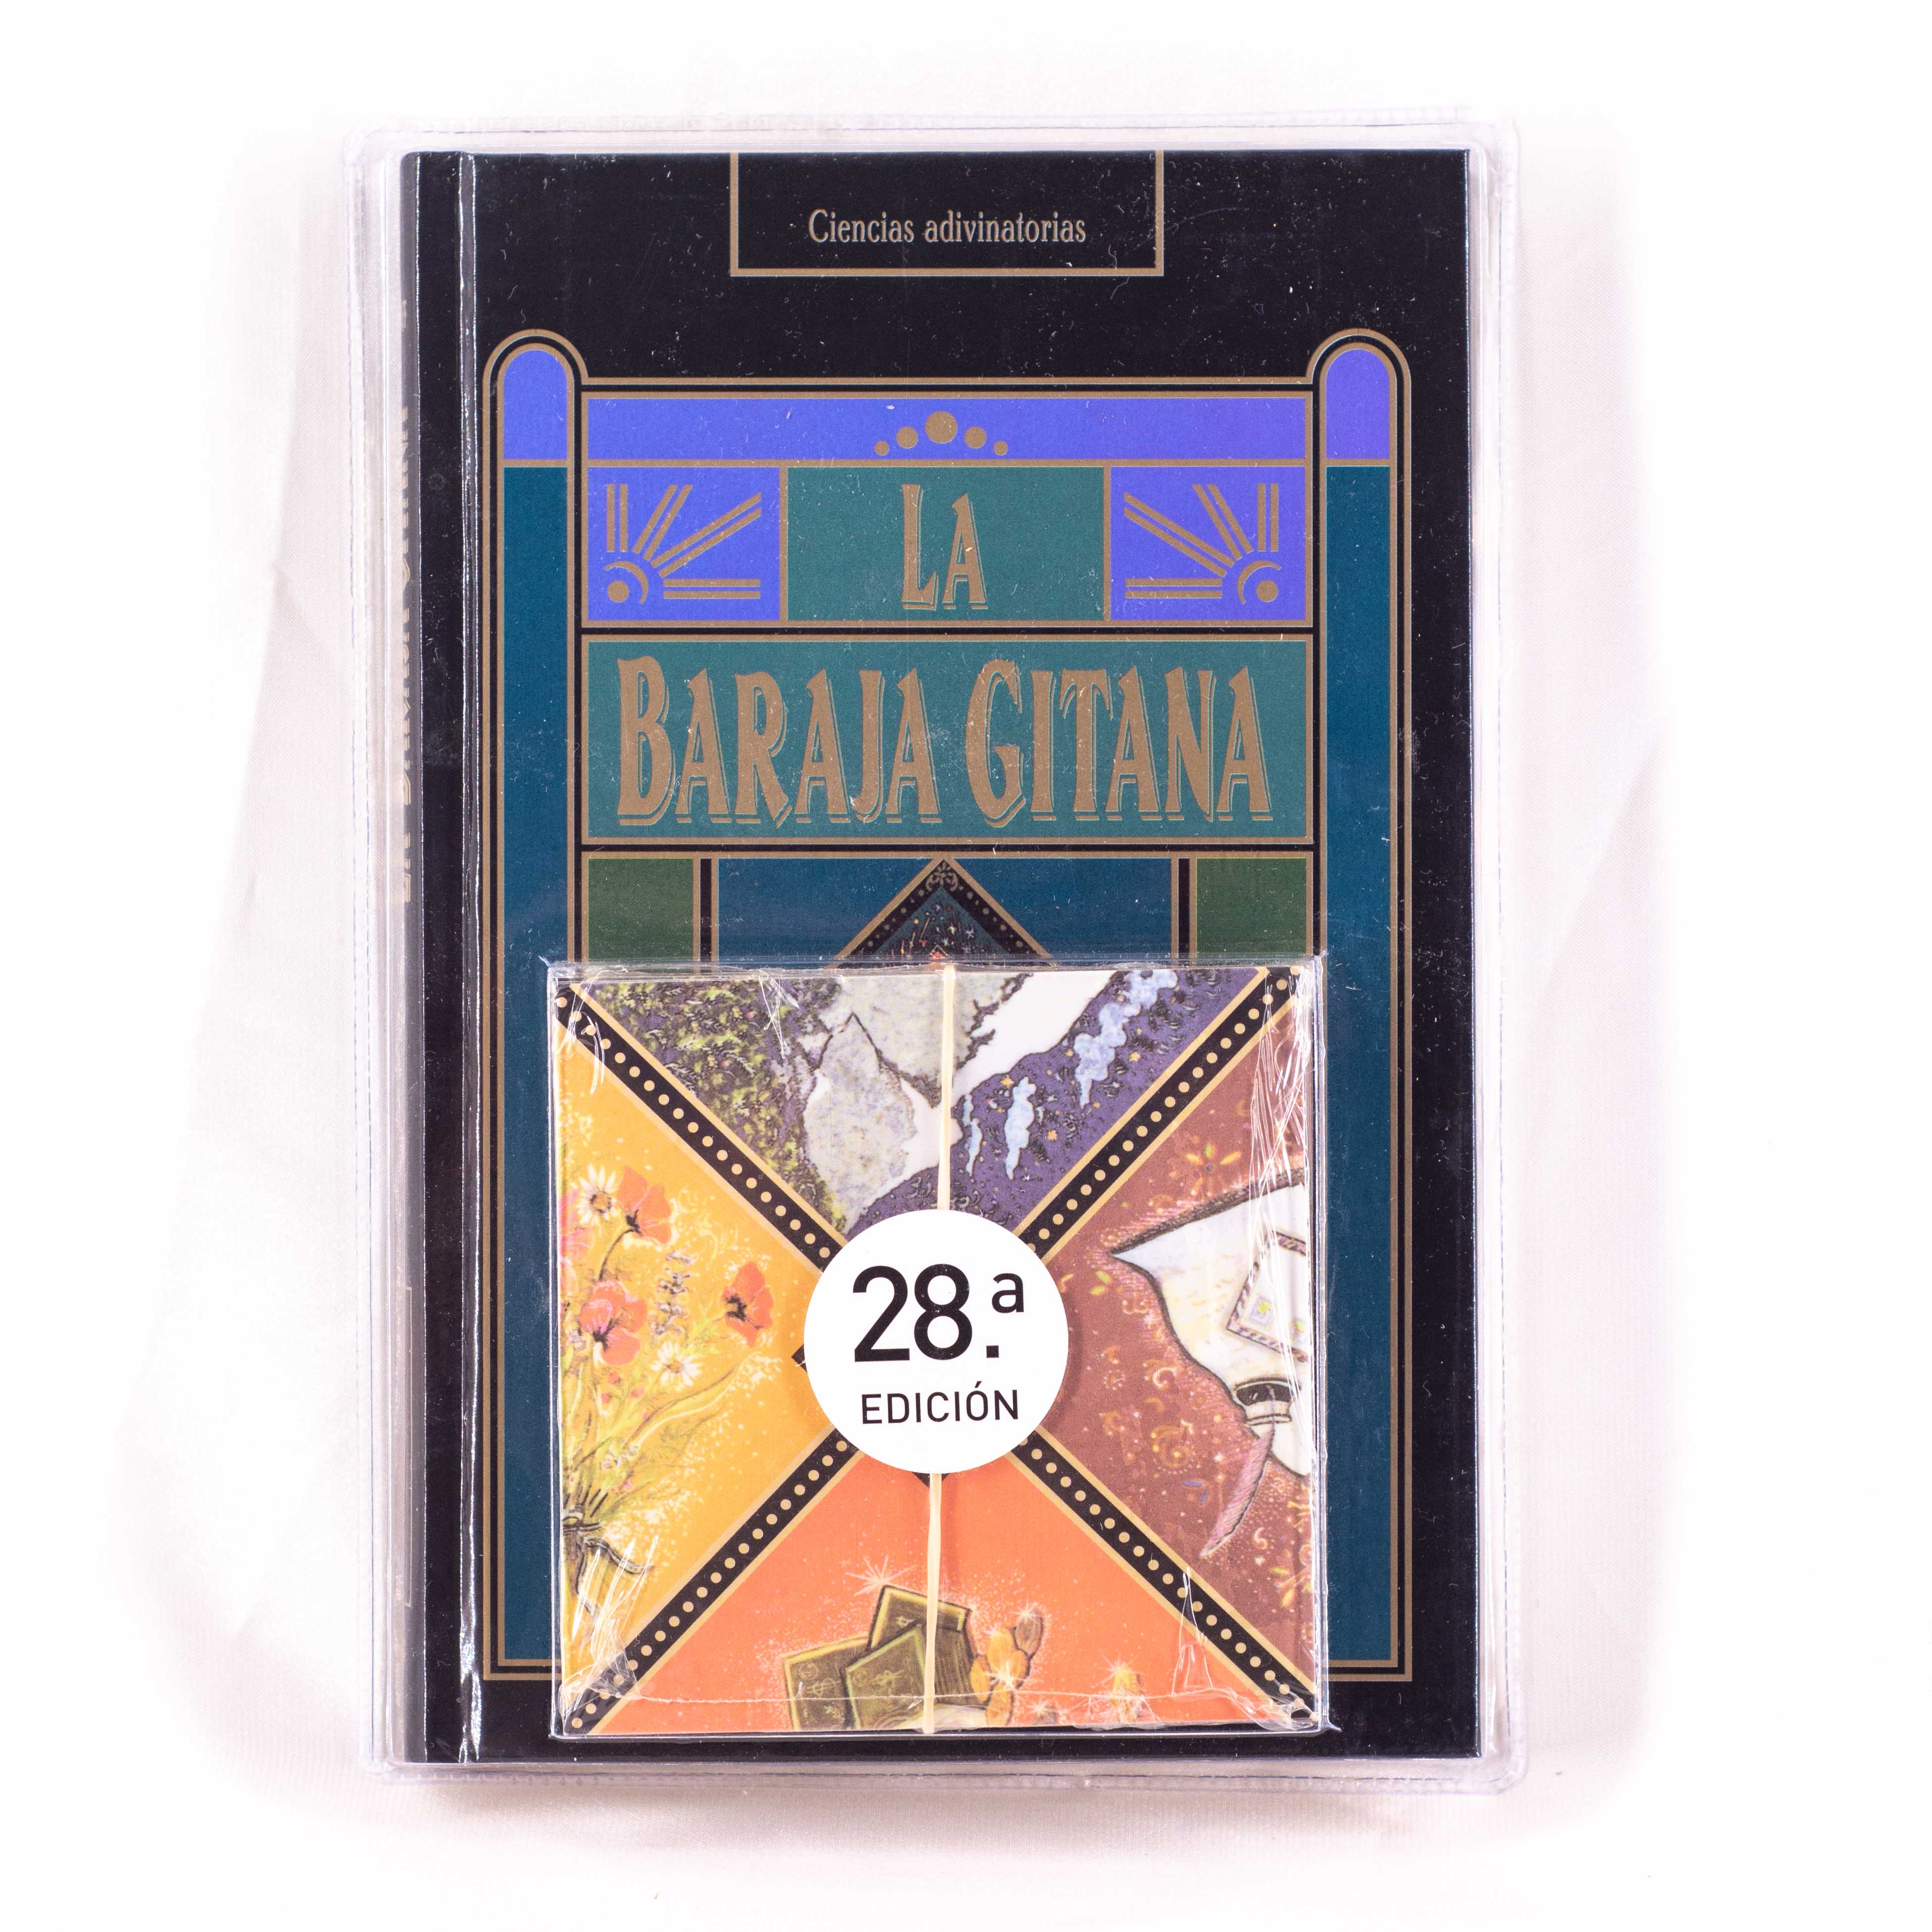 Ciencias adivinatorias
LA
BARAJA GITANA
28.ª
EDICIÓN